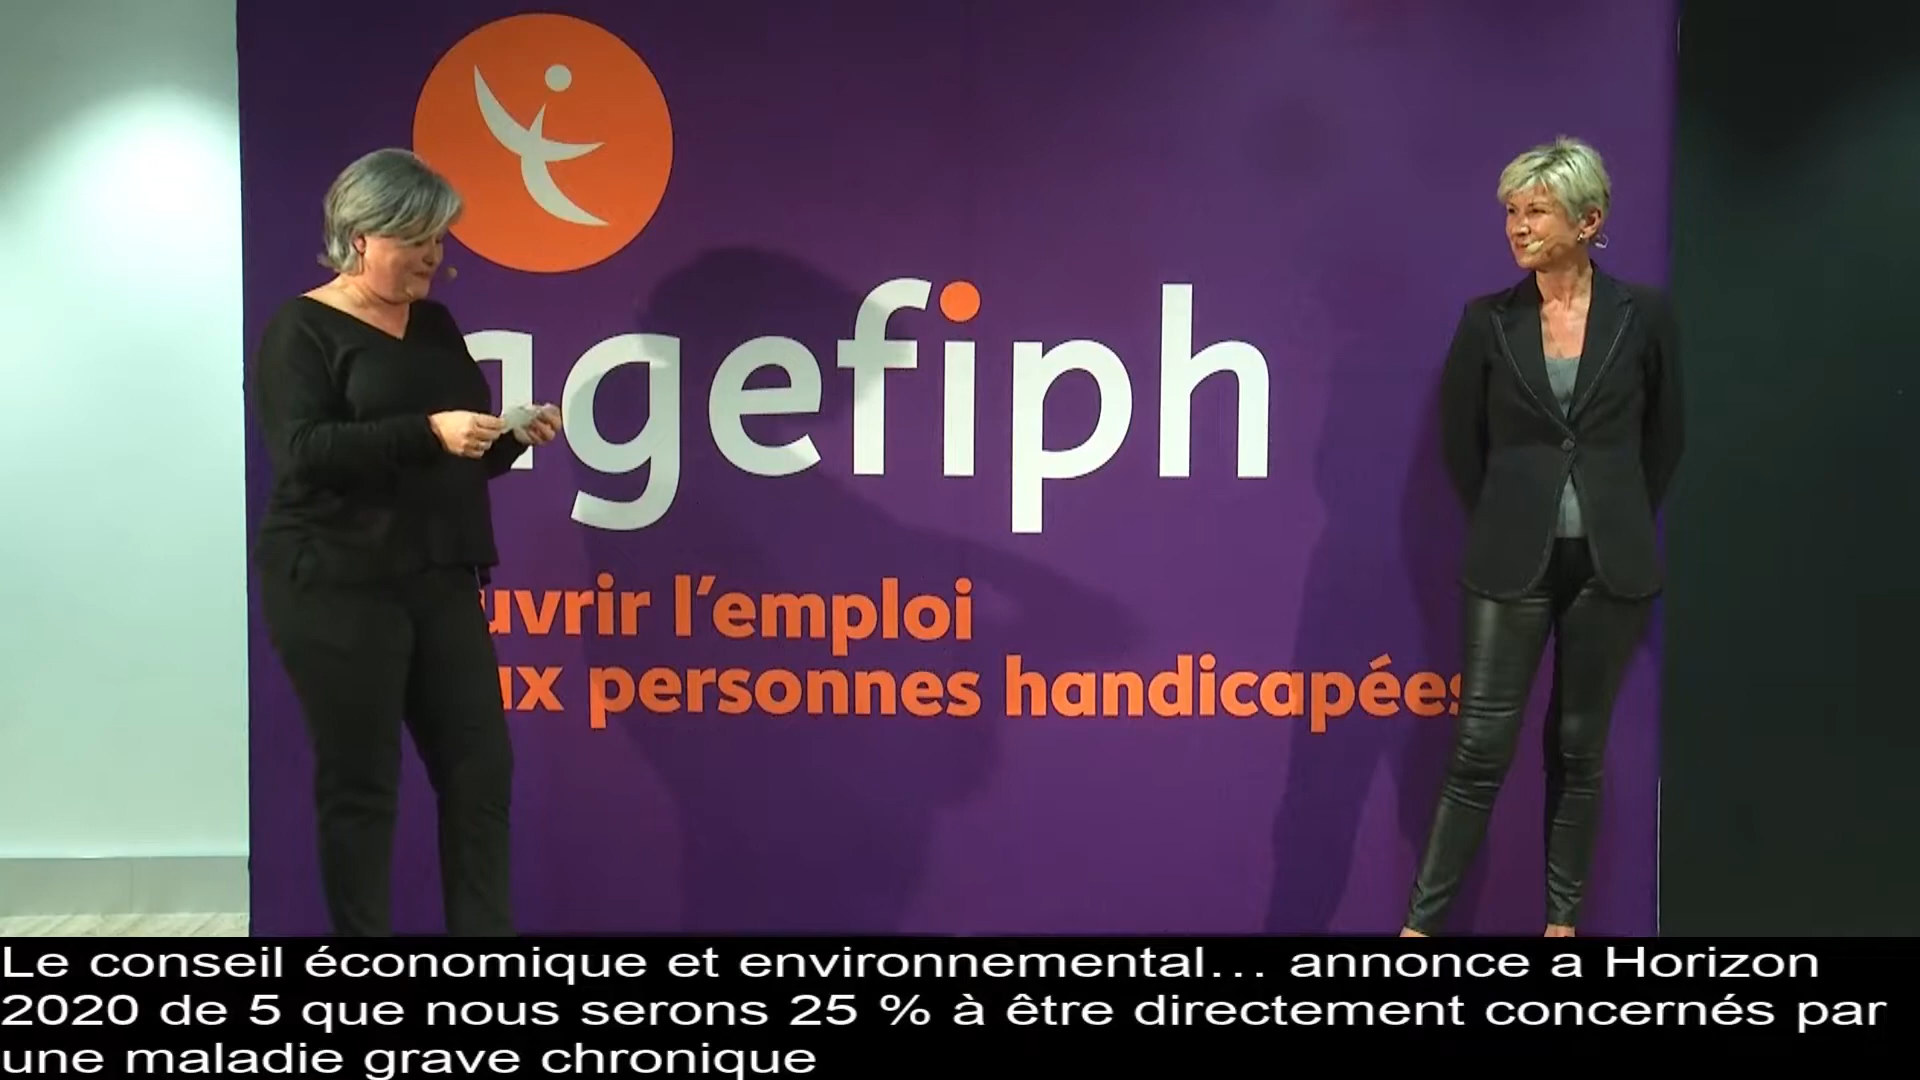 agefiph
uvrir l'emploi
ux personnes handicapées
Le conseil économique et environnemental... annonce a Horizon
2020 de 5 que nous serons 25 % à être directement concernés par
une maladie grave chronique